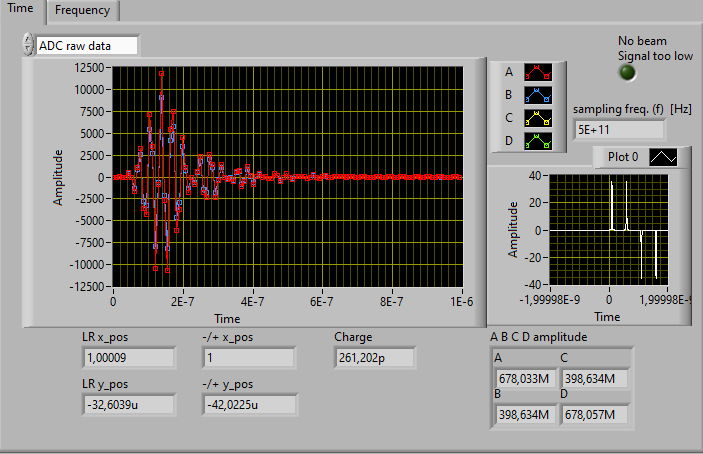 Time
Frequency
ADC raw data
12500
10000
7500
5000
2500
0
-2500
-5000
-7500
-10000
-12500
Amplitude
0
2E-7
4E-7
6E-7
8E-7
1E-6
Time
A
B
C
D
No beam
Signal too low
sampling freq. (f) [Hz]
5E+11
Plot 0
40
20
0
-20
-40
Amplitude
-1,99998E-9
0
1,99998E-9
Time
LR x_pos
1,00009
-/+ x_pos
1
Charge
261,202p
LR y_pos
-32,6039u
-/+ y_pos
-42,0225u
A B C D amplitude
A
678,033M
C
398,634M
B
398,634M
D
678,057M